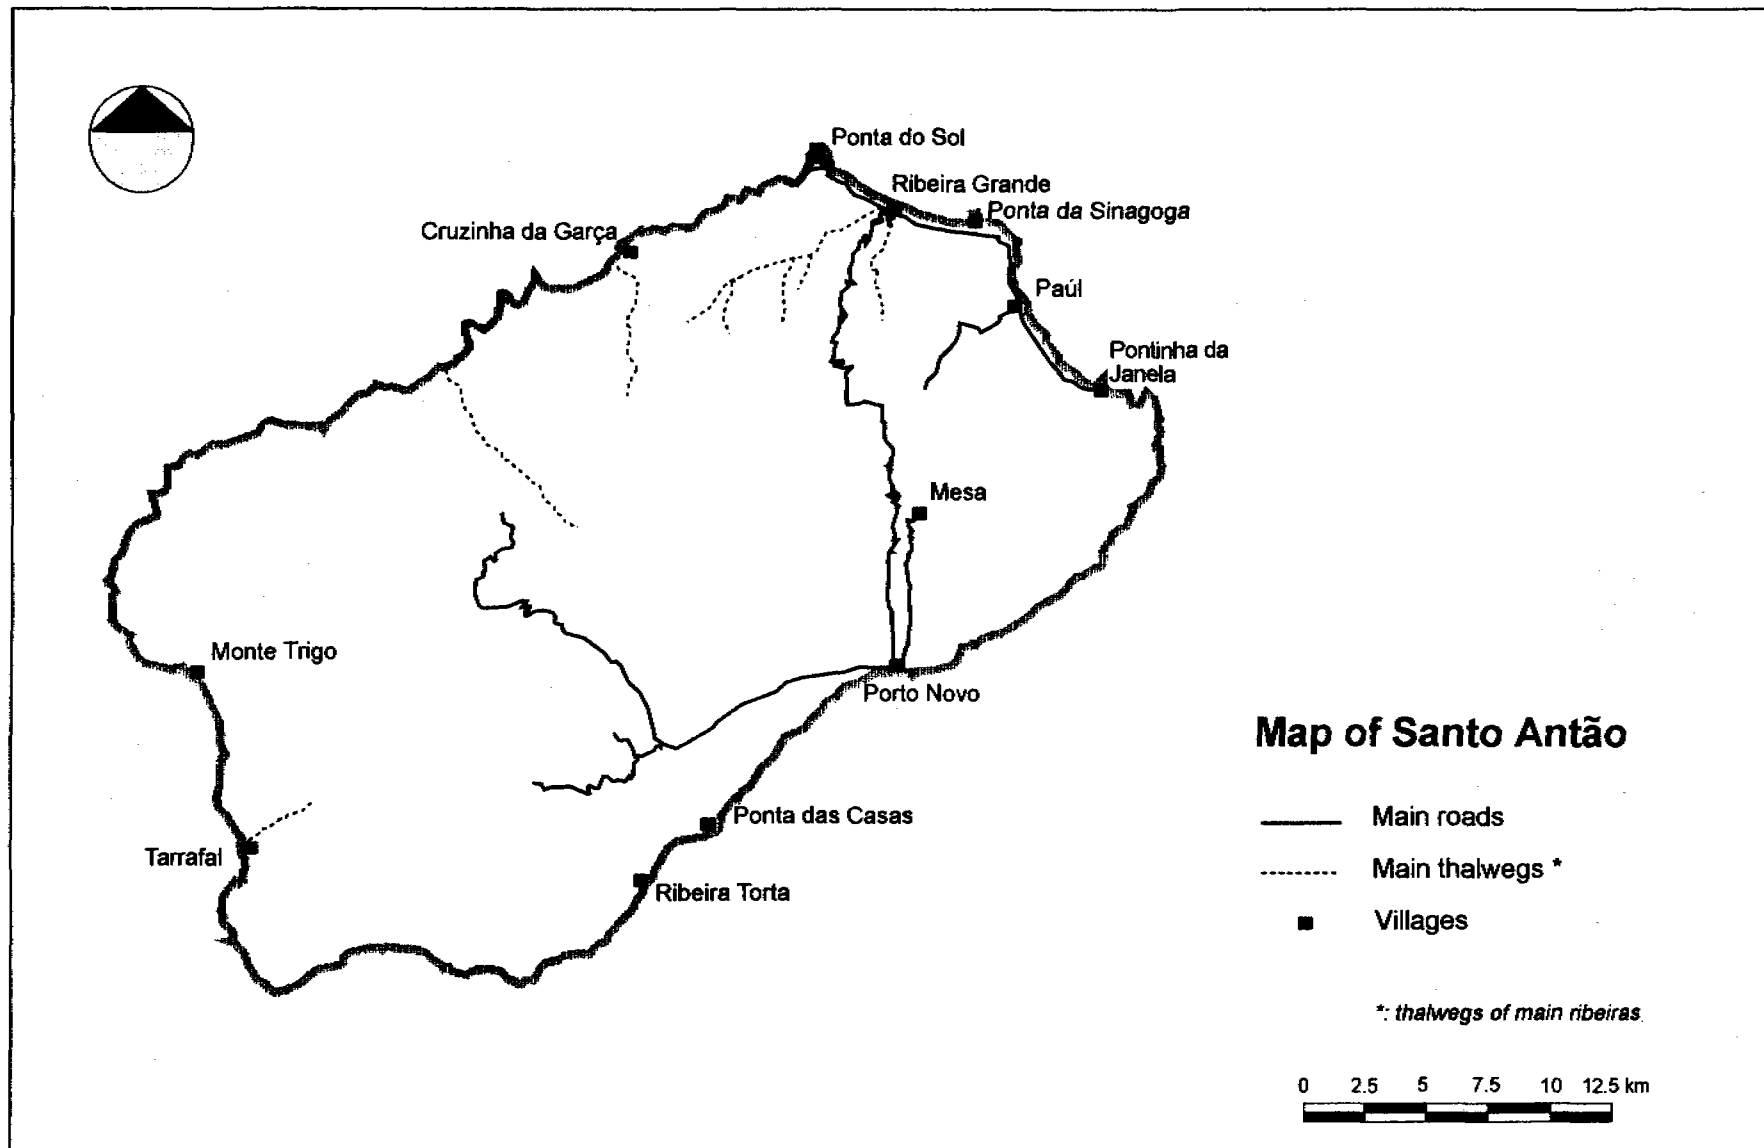 Ponta do Sol
Ribeira Grande
Ponta da Sinagoga
Cruzinha da Garça
Paúl
Pontinha da
Janela
Mesa
Monte Trigo
Porto Novo
Map of Santo Antão
Main roads
Ponta das Casas
Tarrafal
Main thalwegs *
Ribeira Torta
Villages
*: thalwegs of main ribeiras
0 2.5 5 7.5 10 12.5 km